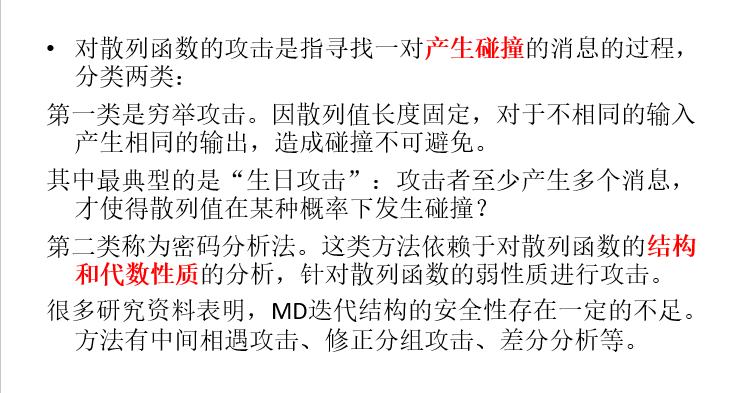 • 对散列函数的攻击是指寻找一对产生碰撞的消息的过程，
分类两类：
第一类是穷举攻击。因散列值长度固定，对于不相同的输入
产生相同的输出，造成碰撞不可避免。
其中最典型的是“生日攻击”：攻击者至少产生多个消息，
才使得散列值在某种概率下发生碰撞？
第二类称为密码分析法。这类方法依赖于对散列函数的结构
和代数性质的分析，针对散列函数的弱性质进行攻击。
很多研究资料表明，MD迭代结构的安全性存在一定的不足。
方法有中间相遇攻击、修正分组攻击、差分分析等。